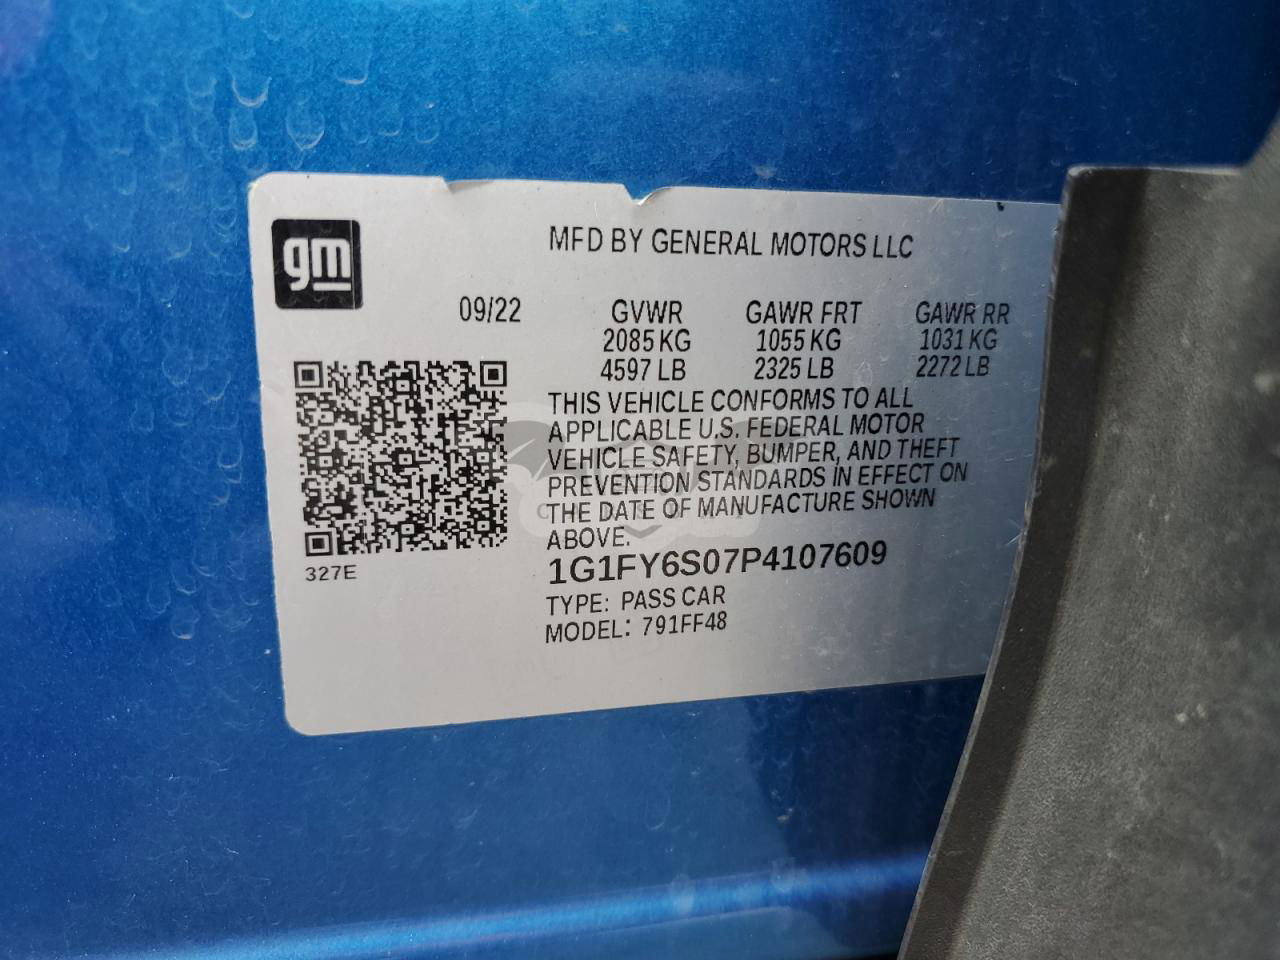 gm
MFD BY GENERAL MOTORS LLC
09/22 GVWR GAWR FRT GAWR RR
2085 KG 1055 KG 1031 KG
4597 LB 2325 LB 2272 LB
THIS VEHICLE CONFORMS TO ALL
APPLICABLE U.S. FEDERAL MOTOR
VEHICLE SAFETY, BUMPER, AND THEFT
PREVENTION STANDARDS IN EFFECT ON
THE DATE OF MANUFACTURE SHOWN
ABOVE.
1G1FY6S07P4107609
327E
TYPE: PASS CAR
MODEL: 791FF48